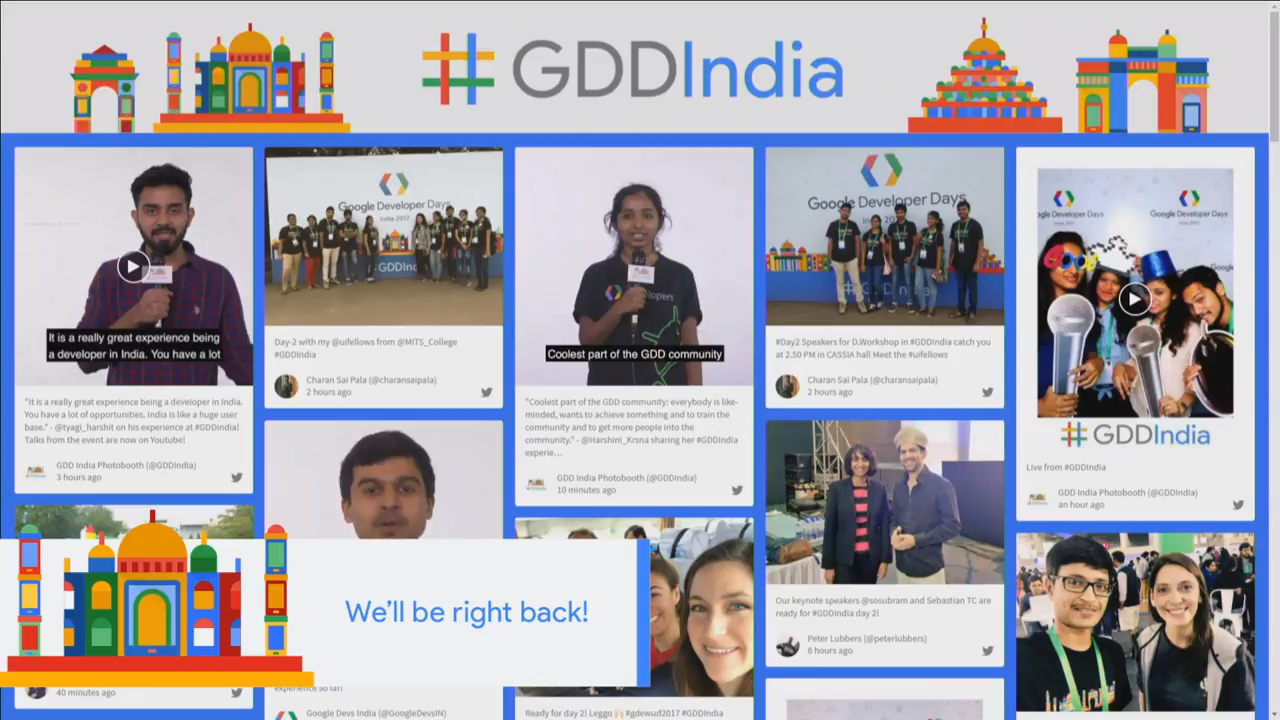 #GDDIndia
It is a really great experience being
a developer in India. You have a lot
"It is a really great experience being a developer in India.
You have a lot of opportunities. India is like a huge user
base." - @tyagi_harshit on his experience at #GDDIndia!
Talks from the event are now on Youtube!
GDD India Photobooth (@GDDIndia)
3 hours ago
40 minutes ago
Google Developer Days
India 2017
#GDDInd
Day-2 with my @uifellows from @MITS_College
#GDDIndia
Charan Sai Pala (@charansaipala)
2 hours ago
We'll be right back!
experience so far!
Google Devs India (@GoogleDevsIN)
Coolest part of the GDD community
"Coolest part of the GDD community: everybody is like-
minded, wants to achieve something and to train the
community and to get more people into the
community." - @Harshini_Krsna sharing her #GDDIndia
experie...
GDD India Photobooth (@GDDIndia)
10 minutes ago
Ready for day 2! Leggo 🙌🏻 #gdewud2017 #GDDIndia
Google Developer Days
#Day2 Speakers for D.Workshop in #GDDIndia catch you
at 2.50 PM in CASSIA hall Meet the #uifellows
Charan Sai Pala (@charansaipala)
2 hours ago
Our keynote speakers @sosubram and Sebastian TC are
ready for #GDDIndia day 2!
Peter Lubbers (@peterlubbers)
6 hours ago
ogle Developer Days
Google Developer Days
Googl
#GDDIndia
Live from #GDDIndia
GDD India Photobooth (@GDDIndia)
an hour ago